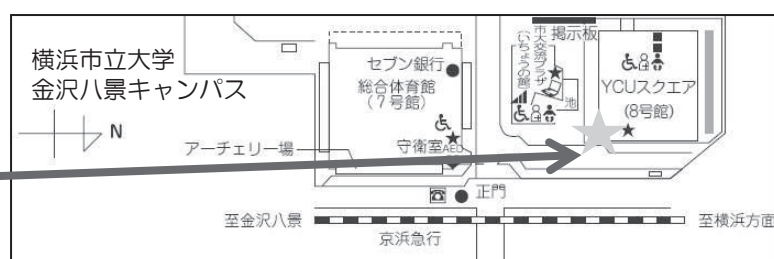 横浜市立大学
金沢八景キャンパス
N
セブン銀行
総合体育館
(7号館)
アーチェリー場
守衛室
AED
市大交流プラザ
(いちょうの館)
掲示板
池
YCUスクエア
(8号館)
正門
至金沢八景
京浜急行
至横浜方面